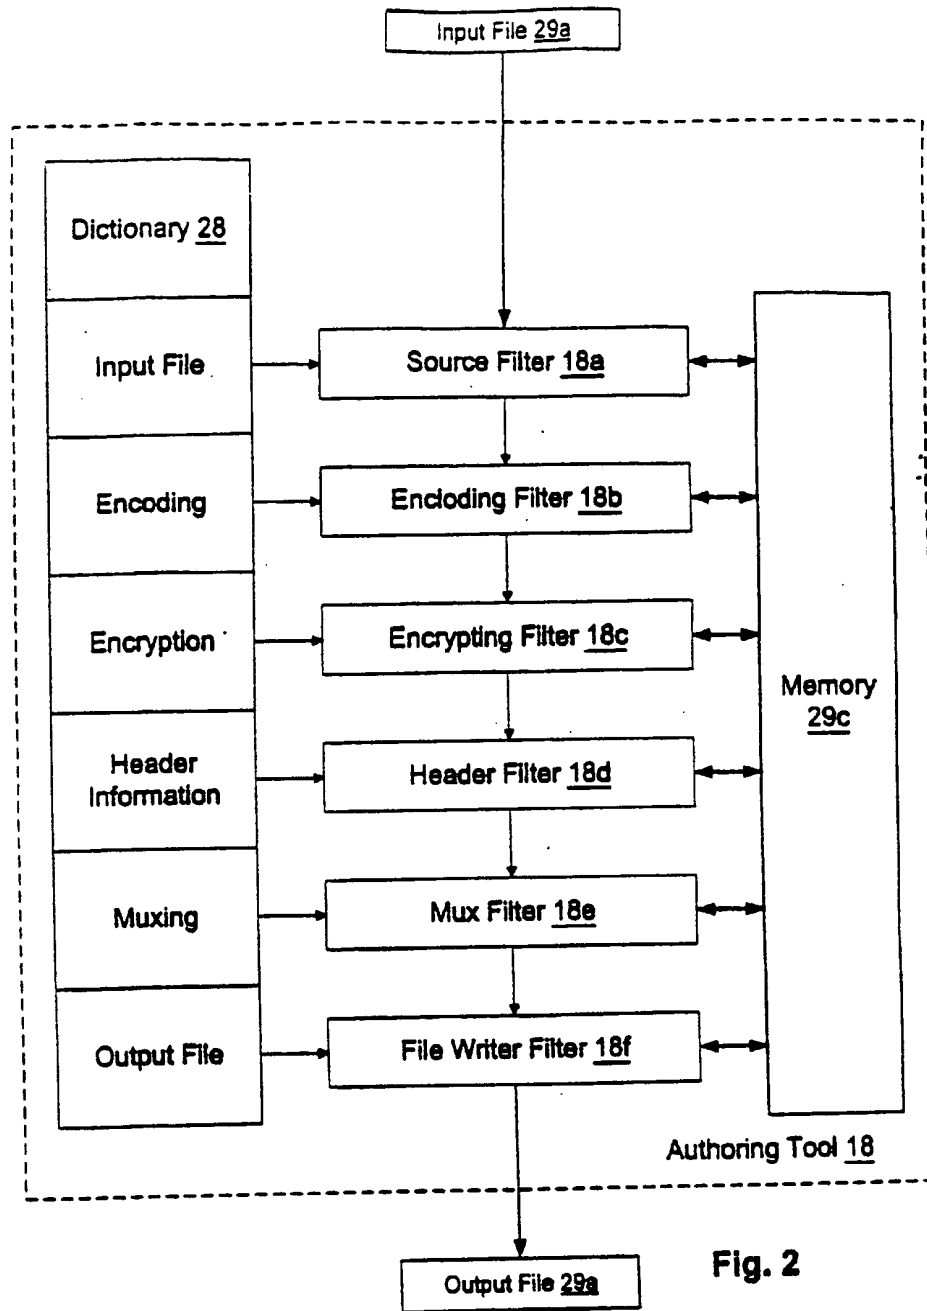 Input File 29a
Dictionary 28
Input File
Source Filter 18a
Encoding
Encloding Filter 18b
Encryption
Encrypting Filter 18c
Memory
29c
Header
Information
Header Filter 18d
Muxing
Mux Filter 18e
Output File
File Writer Filter 18f
Authoring Tool 18
Output File 29a
Fig. 2